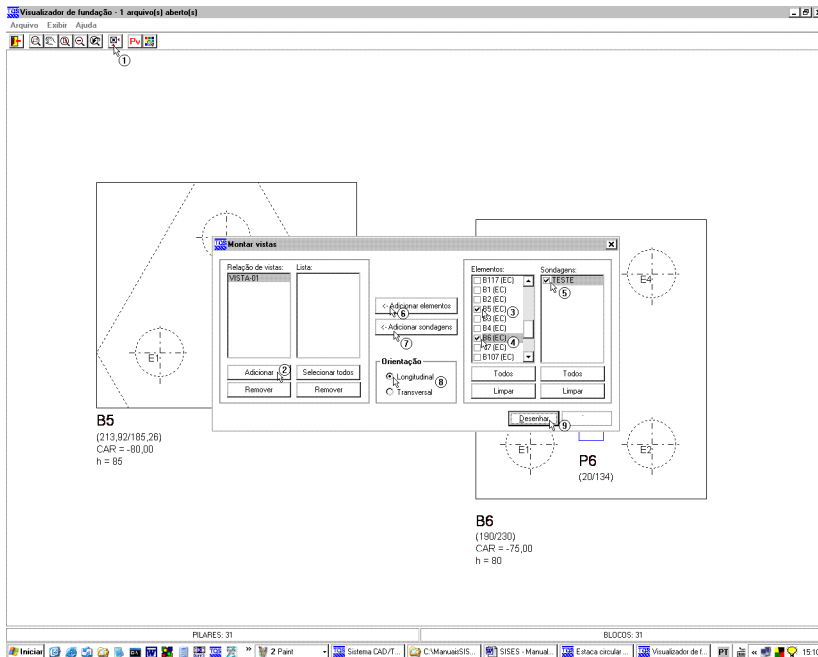 TQS Visualizador de fundação - 1 arquivo(s) aberto(s)
Arquivo Exibir Ajuda
Pv
1
TQS Montar vistas
Relação de vistas: Lista:
VISTA-01
Elementos: Sondagens:
B117 (EC)
B1 (EC)
B2 (EC)
B5 (EC) 3
B3 (EC)
B4 (EC)
B6 (EC) 4
B107 (EC)
TESTE
5
<- Adicionar elementos
6
<- Adicionar sondagens
7
Orientação
Longitudinal 8
Transversal
Adicionar 2 Selecionar todos
Remover Remover
Todos Todos
Limpar Limpar
Desenhar 9
E1
E4
E1
E2
B5
(213,92/185,26)
CAR = -80,00
h = 85
P6
(20/134)
B6
(190/230)
CAR = -75,00
h = 80
PILARES: 31 BLOCOS: 31
Iniciar » 2 Paint Sistema CAD/T... C:\ManuaisSIS... SISES - Manual... Estaca circular ... Visualizador de f... PT « 15:10